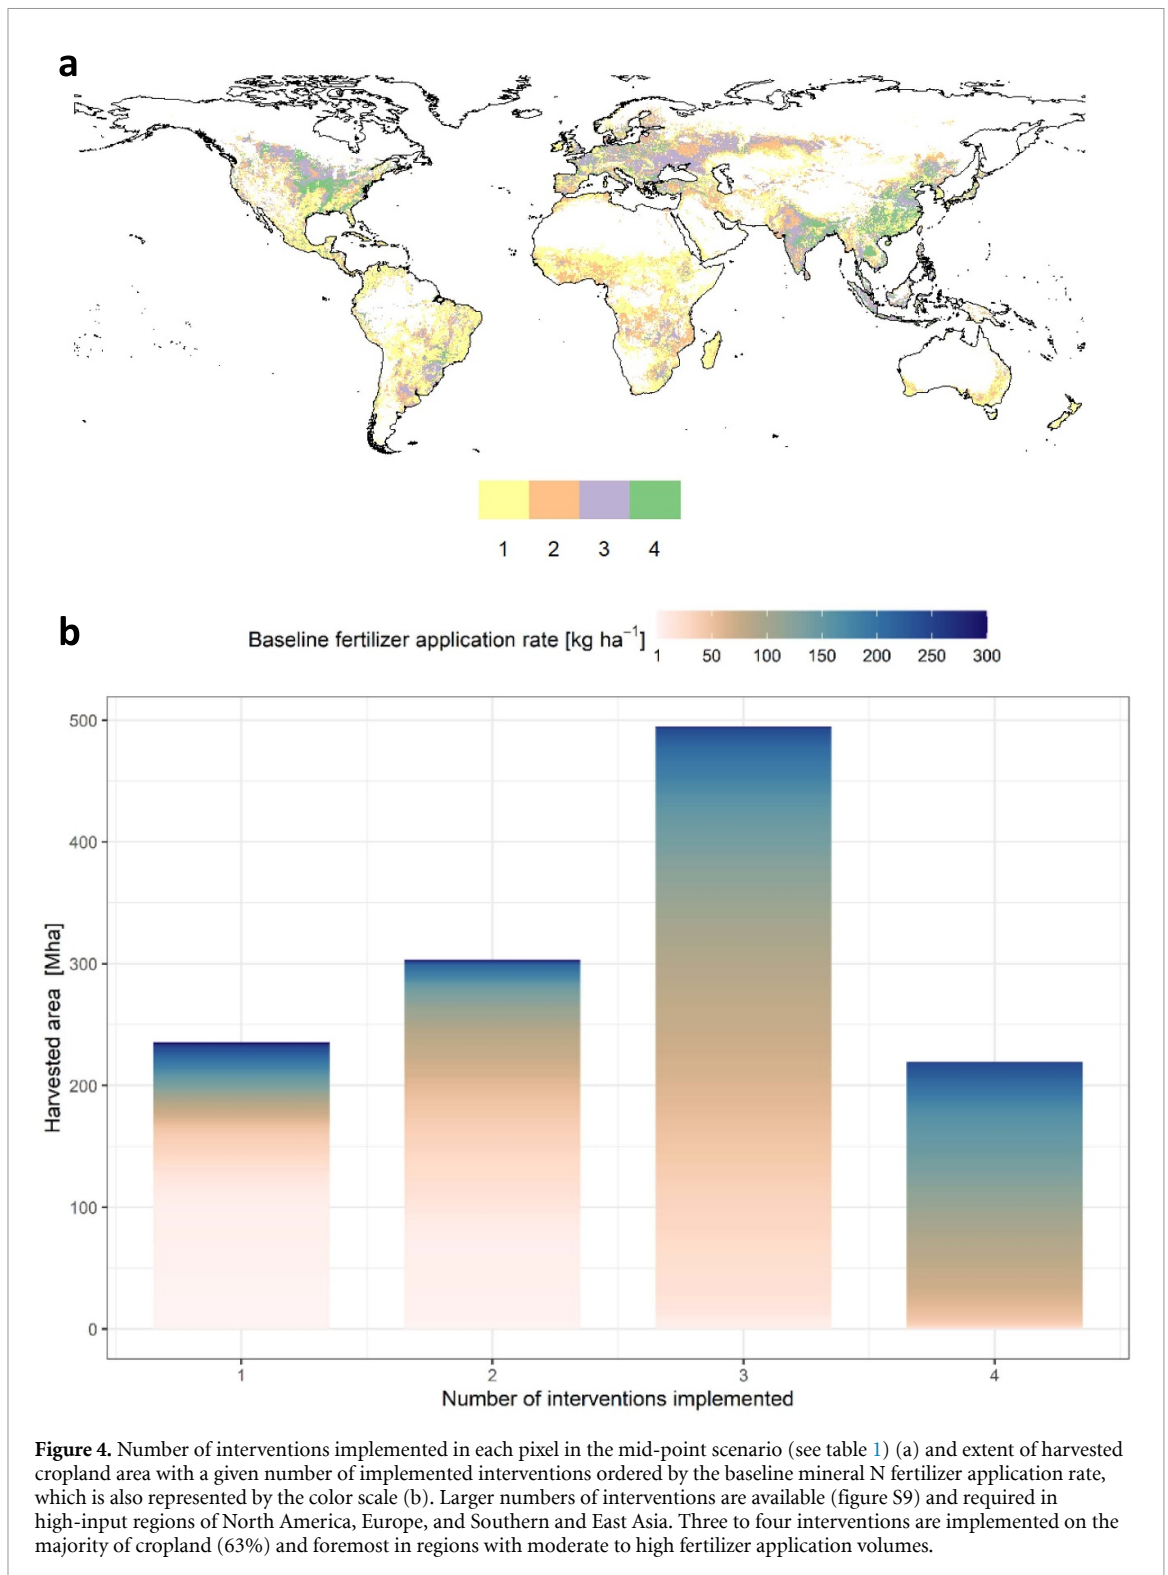 a
1 2 3 4
b
Baseline fertilizer application rate [kg ha⁻¹]
1 50 100 150 200 250 300
500
400
300
200
100
0
Harvested area [Mha]
1 2 3 4
Number of interventions implemented
Figure 4. Number of interventions implemented in each pixel in the mid-point scenario (see table 1) (a) and extent of harvested
cropland area with a given number of implemented interventions ordered by the baseline mineral N fertilizer application rate,
which is also represented by the color scale (b). Larger numbers of interventions are available (figure S9) and required in
high-input regions of North America, Europe, and Southern and East Asia. Three to four interventions are implemented on the
majority of cropland (63%) and foremost in regions with moderate to high fertilizer application volumes.